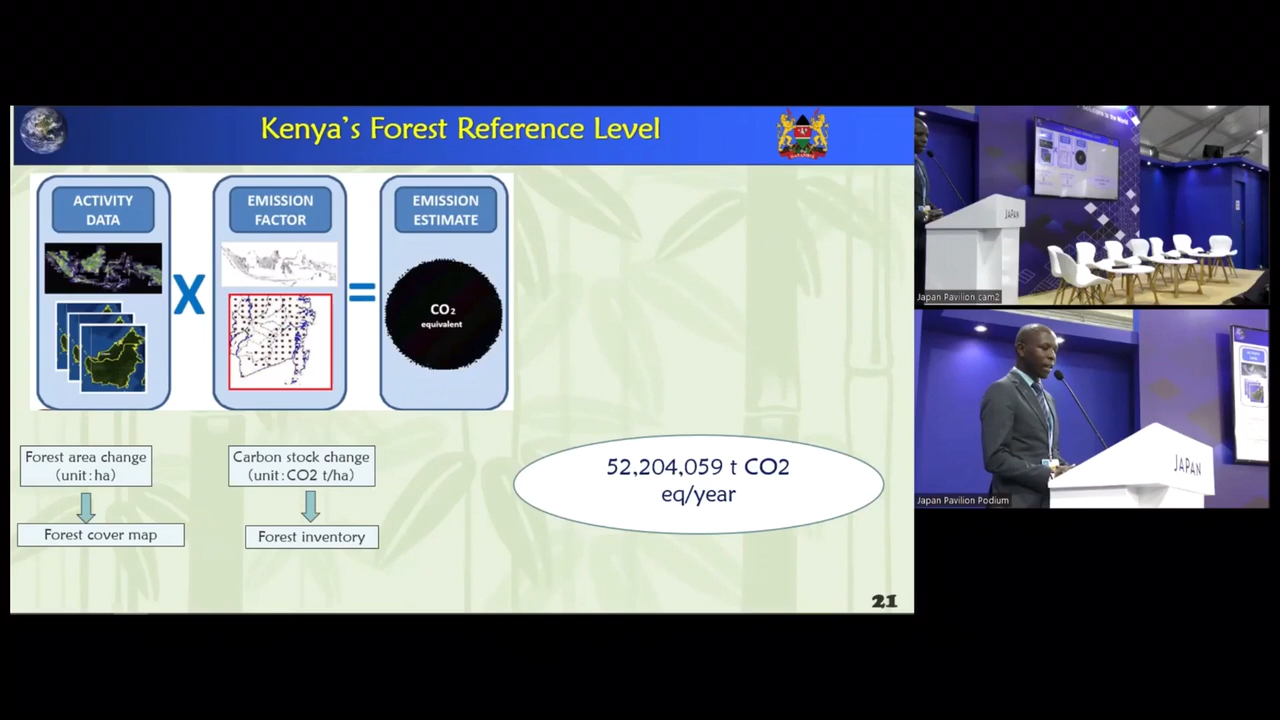 Kenya's Forest Reference Level
ACTIVITY
DATA
EMISSION
FACTOR
EMISSION
ESTIMATE
X
=
CO2
equivalent
Forest area change
(unit:ha)
Carbon stock change
(unit:CO2 t/ha)
Forest cover map
Forest inventory
52,204,059 t CO2
eq/year
21
JAPAN
Japan Pavilion cam2
JAPAN
Japan Pavilion Podium